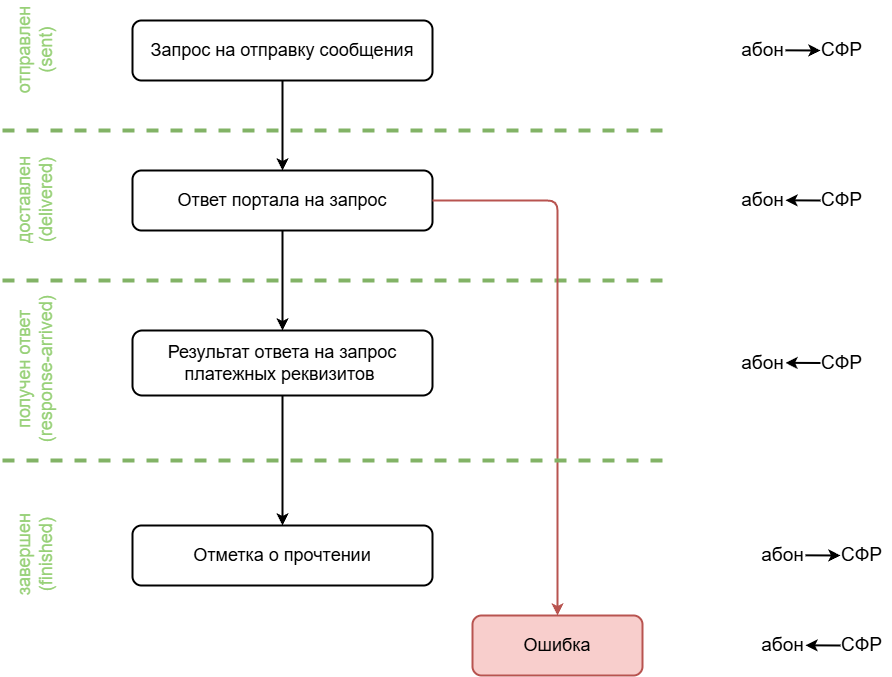 отправлен
(sent)
Запрос на отправку сообщения
абон СФР
доставлен
(delivered)
Ответ портала на запрос
абон СФР
получен ответ
(response-arrived)
Результат ответа на запрос
платежных реквизитов
абон СФР
завершен
(finished)
Отметка о прочтении
абон СФР
Ошибка
абон СФР